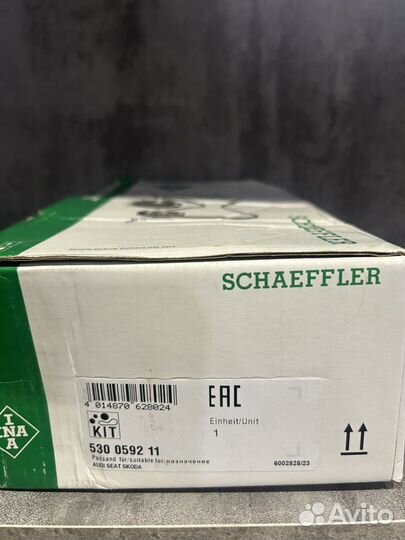 SCHAEFFLER
SCHAEFFLER
I
INA
A
4 014870 628024
EAC
KIT
Einheit/Unit
1
530 0592 11
Passend für/suitable for/назначение
AUDI SEAT SKODA
6002826/23
Avito